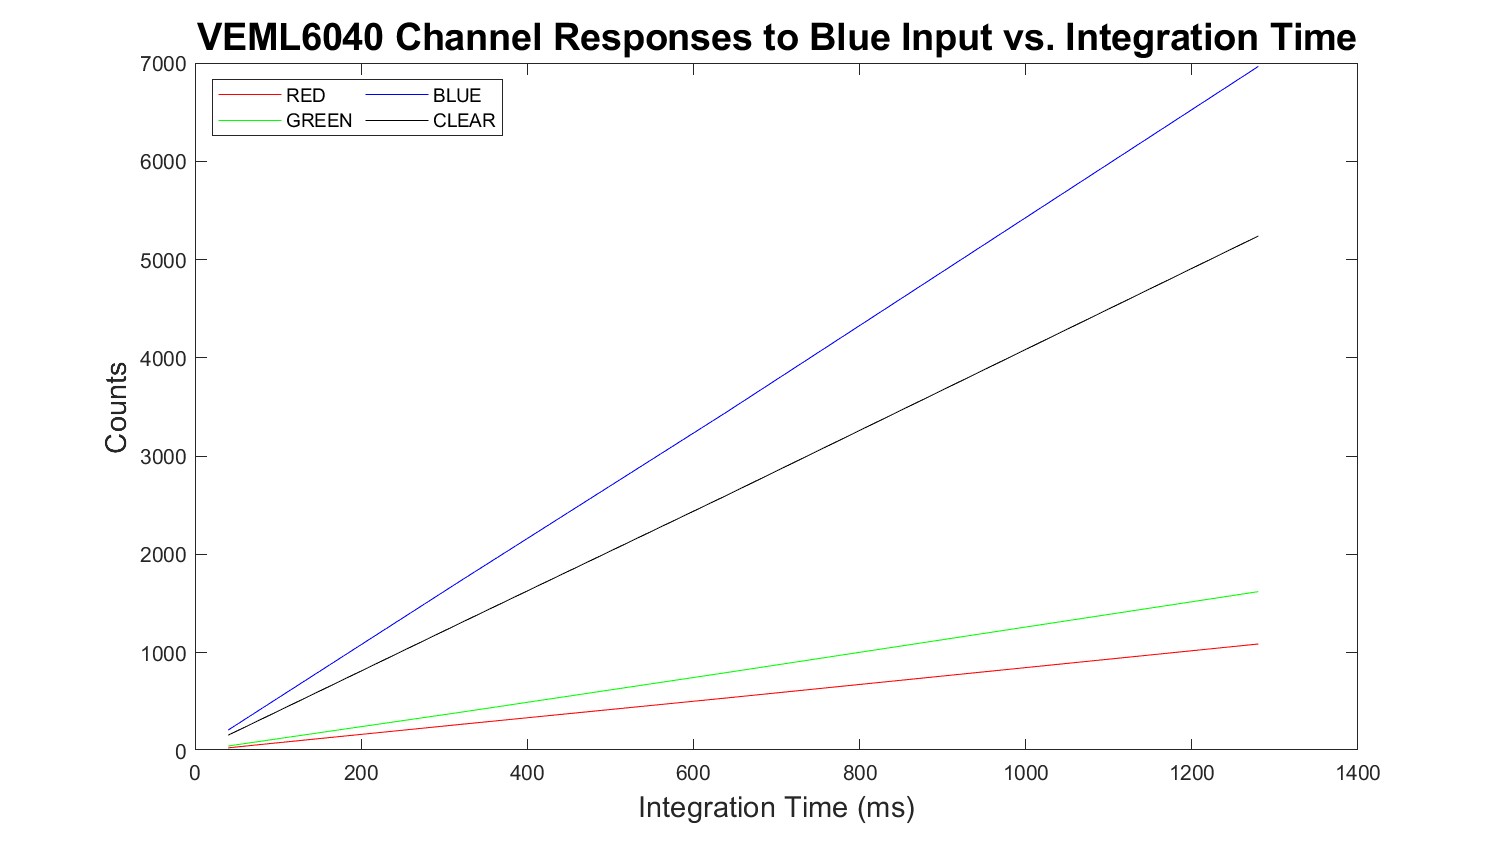 VEML6040 Channel Responses to Blue Input vs. Integration Time
7000
6000
5000
4000
3000
2000
1000
0
Counts
RED BLUE
GREEN CLEAR
0 200 400 600 800 1000 1200 1400
Integration Time (ms)